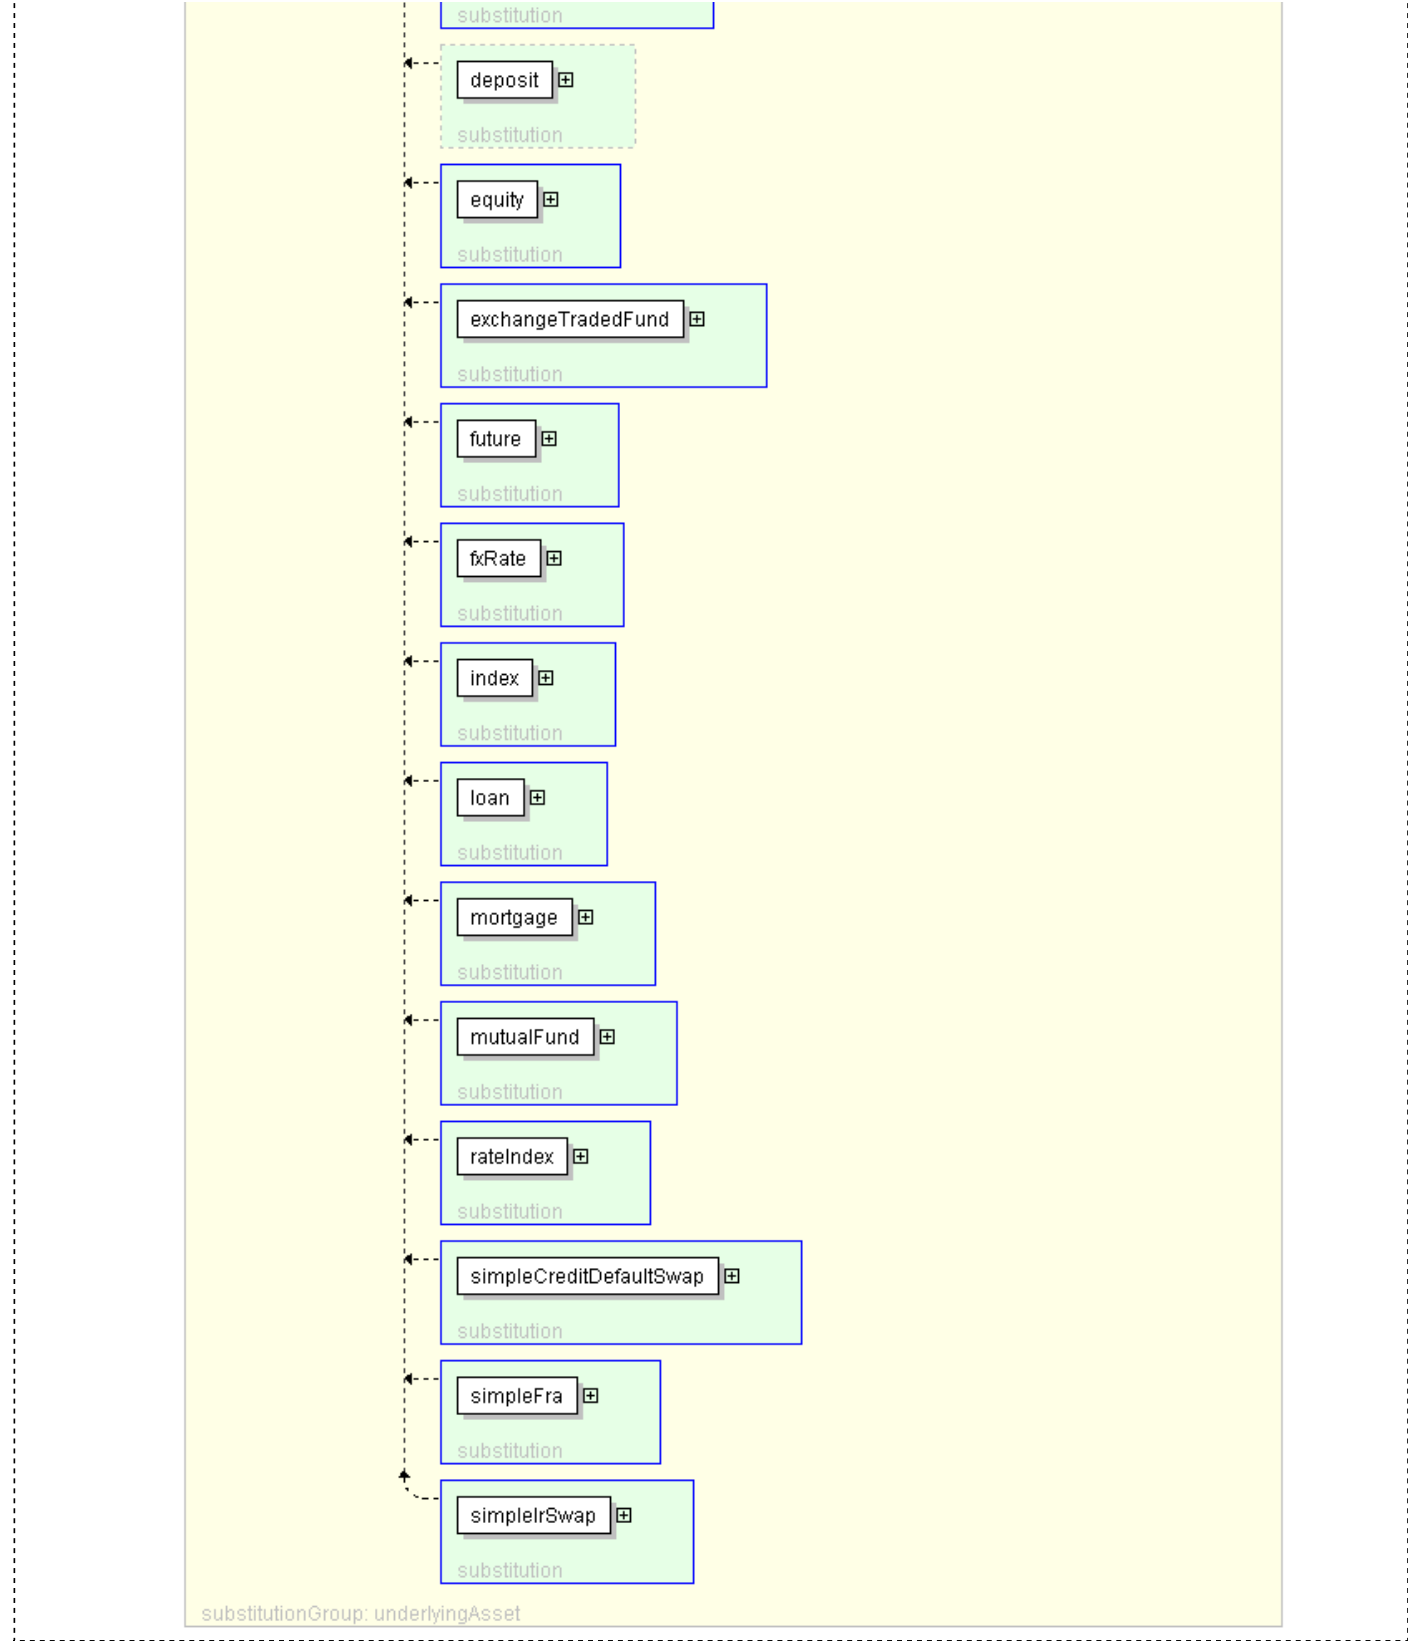 substitution
deposit
substitution
equity
substitution
exchangeTradedFund
substitution
future
substitution
fxRate
substitution
index
substitution
loan
substitution
mortgage
substitution
mutualFund
substitution
rateIndex
substitution
simpleCreditDefaultSwap
substitution
simpleFra
substitution
simpleIrSwap
substitution
substitutionGroup: underlyingAsset